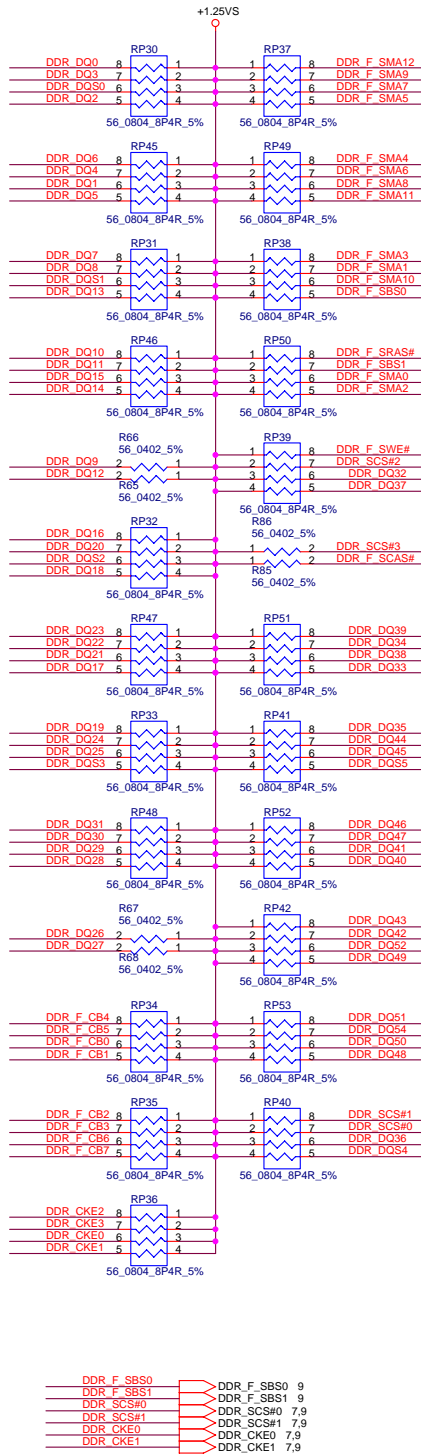 +1.25VS
RP30 RP37
DDR_DQ0 8 1 1 8 DDR_F_SMA12
DDR_DQ3 7 2 2 7 DDR_F_SMA9
DDR_DQS0 6 3 3 6 DDR_F_SMA7
DDR_DQ2 5 4 4 5 DDR_F_SMA5
56_0804_8P4R_5% 56_0804_8P4R_5%
RP45 RP49
DDR_DQ6 8 1 1 8 DDR_F_SMA4
DDR_DQ4 7 2 2 7 DDR_F_SMA6
DDR_DQ1 6 3 3 6 DDR_F_SMA8
DDR_DQ5 5 4 4 5 DDR_F_SMA11
56_0804_8P4R_5% 56_0804_8P4R_5%
RP31 RP38
DDR_DQ7 8 1 1 8 DDR_F_SMA3
DDR_DQ8 7 2 2 7 DDR_F_SMA1
DDR_DQS1 6 3 3 6 DDR_F_SMA10
DDR_DQ13 5 4 4 5 DDR_F_SBS0
56_0804_8P4R_5% 56_0804_8P4R_5%
RP46 RP50
DDR_DQ10 8 1 1 8 DDR_F_SRAS#
DDR_DQ11 7 2 2 7 DDR_F_SBS1
DDR_DQ15 6 3 3 6 DDR_F_SMA0
DDR_DQ14 5 4 4 5 DDR_F_SMA2
56_0804_8P4R_5% 56_0804_8P4R_5%
R66 RP39
56_0402_5% 1 8 DDR_F_SWE#
DDR_DQ9 2 1 2 7 DDR_SCS#2
DDR_DQ12 2 1 3 6 DDR_DQ32
R65 4 5 DDR_DQ37
56_0402_5% 56_0804_8P4R_5%
RP32 R86
DDR_DQ16 8 1 56_0402_5%
DDR_DQ20 7 2 1 2 DDR_SCS#3
DDR_DQS2 6 3 1 2 DDR_F_SCAS#
DDR_DQ18 5 4 R85
56_0804_8P4R_5% 56_0402_5%
RP47 RP51
DDR_DQ23 8 1 1 8 DDR_DQ39
DDR_DQ22 7 2 2 7 DDR_DQ34
DDR_DQ21 6 3 3 6 DDR_DQ38
DDR_DQ17 5 4 4 5 DDR_DQ33
56_0804_8P4R_5% 56_0804_8P4R_5%
RP33 RP41
DDR_DQ19 8 1 1 8 DDR_DQ35
DDR_DQ24 7 2 2 7 DDR_DQ44
DDR_DQ25 6 3 3 6 DDR_DQ45
DDR_DQS3 5 4 4 5 DDR_DQS5
56_0804_8P4R_5% 56_0804_8P4R_5%
RP48 RP52
DDR_DQ31 8 1 1 8 DDR_DQ46
DDR_DQ30 7 2 2 7 DDR_DQ47
DDR_DQ29 6 3 3 6 DDR_DQ41
DDR_DQ28 5 4 4 5 DDR_DQ40
56_0804_8P4R_5% 56_0804_8P4R_5%
R67 RP42
56_0402_5% 1 8 DDR_DQ43
DDR_DQ26 2 1 2 7 DDR_DQ42
DDR_DQ27 2 1 3 6 DDR_DQ52
R68 4 5 DDR_DQ49
56_0402_5% 56_0804_8P4R_5%
RP34 RP53
DDR_F_CB4 8 1 1 8 DDR_DQ51
DDR_F_CB5 7 2 2 7 DDR_DQ54
DDR_F_CB0 6 3 3 6 DDR_DQ50
DDR_F_CB1 5 4 4 5 DDR_DQ48
56_0804_8P4R_5% 56_0804_8P4R_5%
RP35 RP40
DDR_F_CB2 8 1 1 8 DDR_SCS#1
DDR_F_CB3 7 2 2 7 DDR_SCS#0
DDR_F_CB6 6 3 3 6 DDR_DQ36
DDR_F_CB7 5 4 4 5 DDR_DQS4
56_0804_8P4R_5% 56_0804_8P4R_5%
RP36
DDR_CKE2 8 1
DDR_CKE3 7 2
DDR_CKE0 6 3
DDR_CKE1 5 4
56_0804_8P4R_5%
DDR_F_SBS0 DDR_F_SBS0 9
DDR_F_SBS1 DDR_F_SBS1 9
DDR_SCS#0 DDR_SCS#0 7,9
DDR_SCS#1 DDR_SCS#1 7,9
DDR_CKE0 DDR_CKE0 7,9
DDR_CKE1 DDR_CKE1 7,9